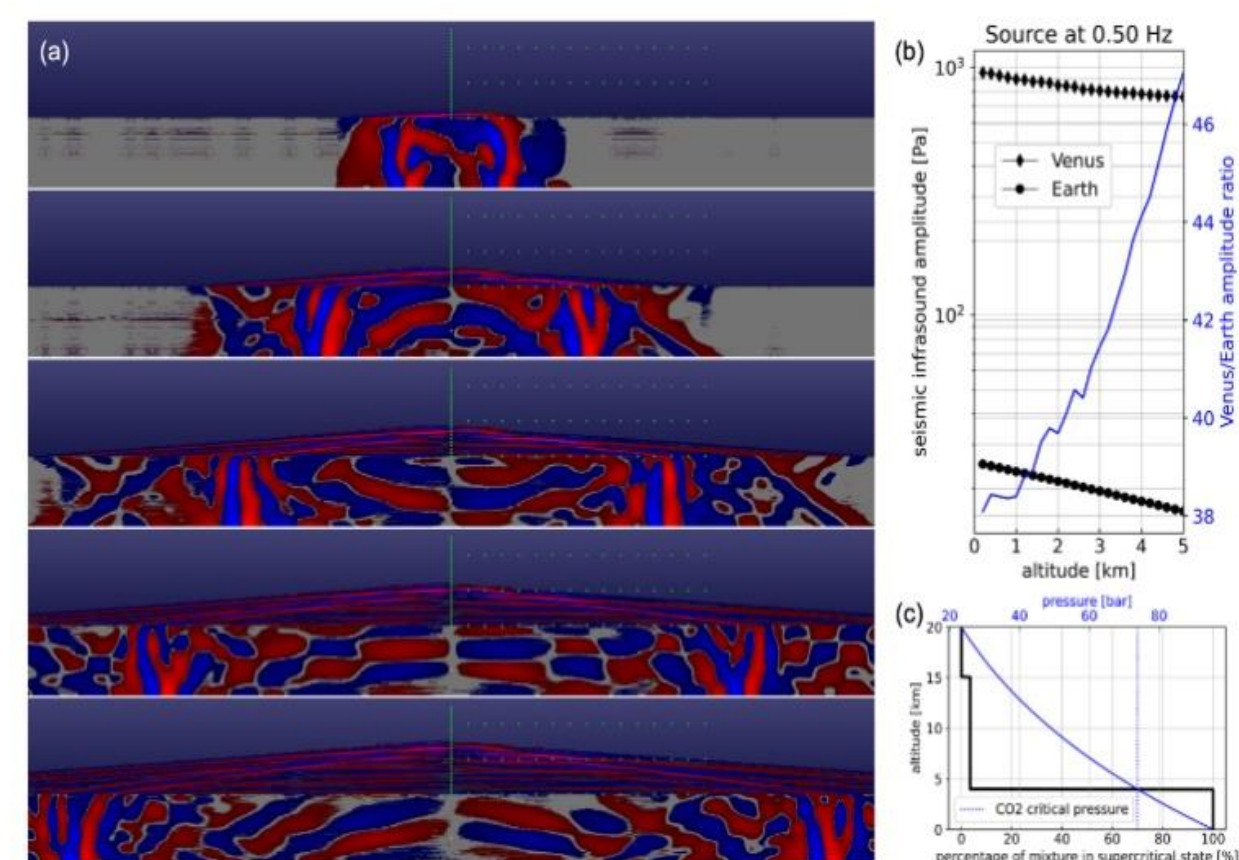 (a)
(b)
Source at 0.50 Hz
10³
10²
seismic infrasound amplitude [Pa]
Venus
Earth
46
44
42
40
38
Venus/Earth amplitude ratio
0 1 2 3 4 5
altitude [km]
(c)
pressure [bar]
20 40 60 80
20
15
10
5
0
altitude [km]
CO2 critical pressure
0 20 40 60 80 100
percentage of mixture in supercritical state [%]